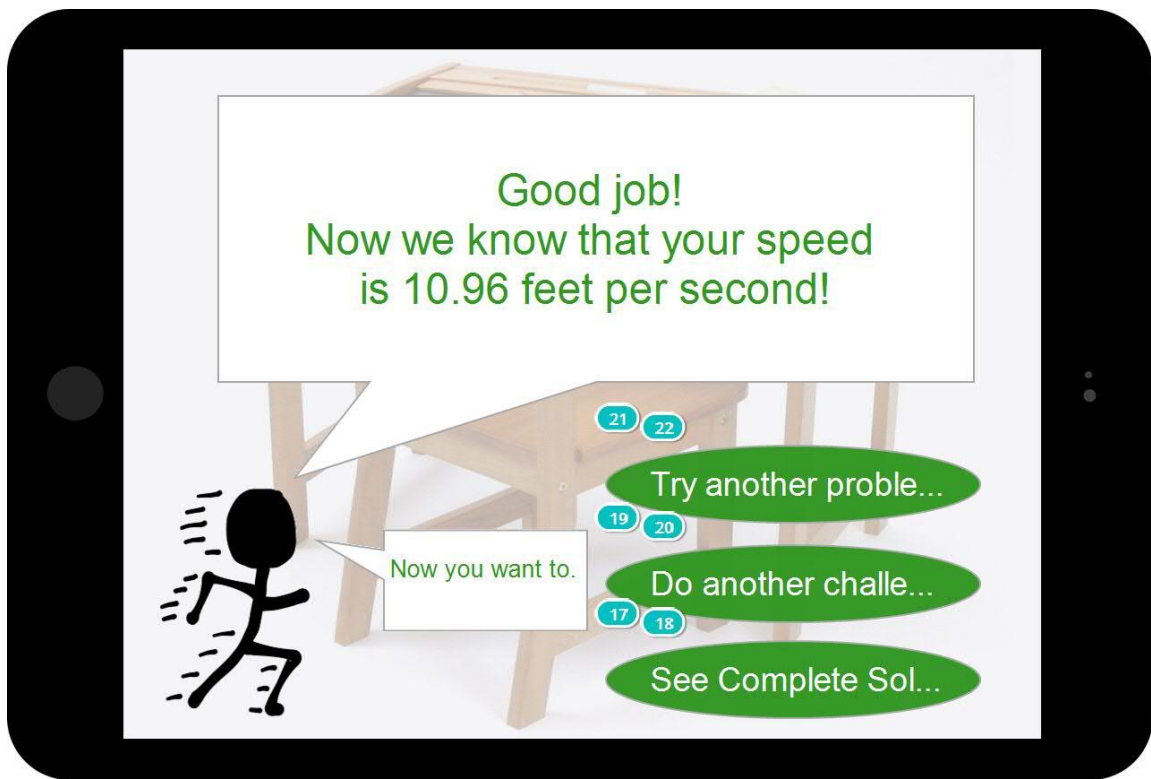 Good job!
Now we know that your speed
is 10.96 feet per second!
21
22
Try another proble...
19
20
Now you want to.
Do another challe...
17
18
See Complete Sol...